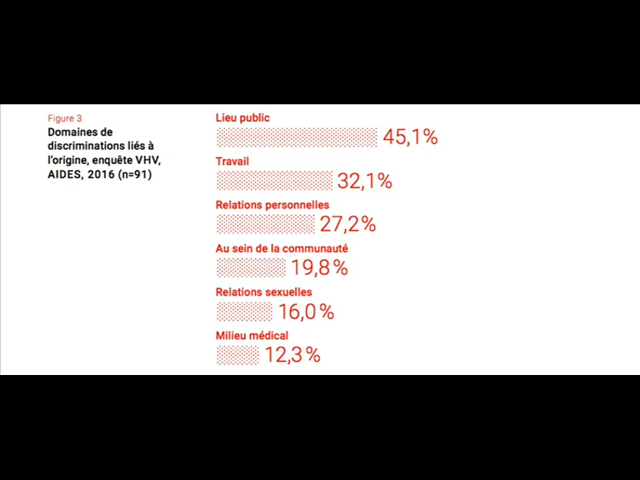 Figure 3
Domaines de
discriminations liés à
l’origine, enquête VHV,
AIDES, 2016 (n=91)
Lieu public
45,1%
Travail
32,1%
Relations personnelles
27,2%
Au sein de la communauté
19,8%
Relations sexuelles
16,0%
Milieu médical
12,3%